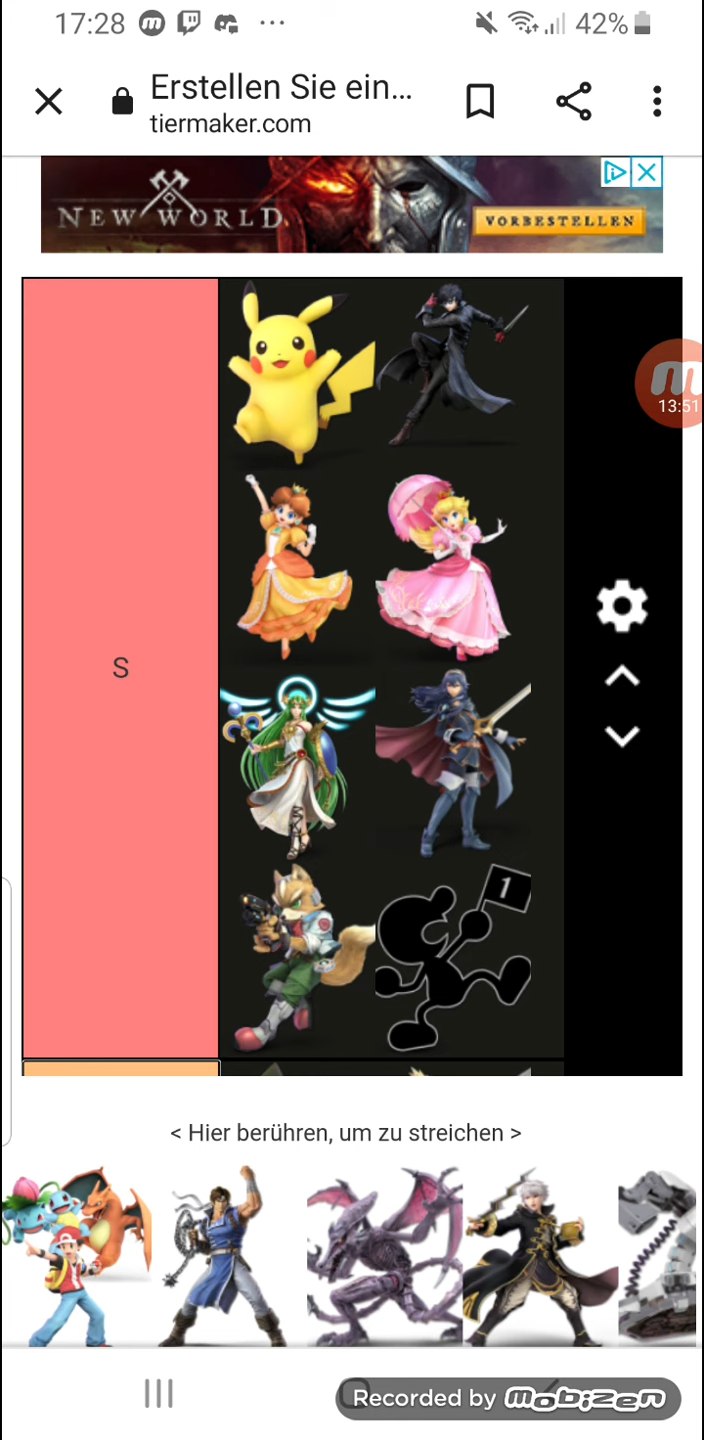 17:28 ... 42%
Erstellen Sie ein...
tiermaker.com
NEW WORLD
VORBESTELLEN
13:51
S
1
< Hier berühren, um zu streichen >
Recorded by mobizen